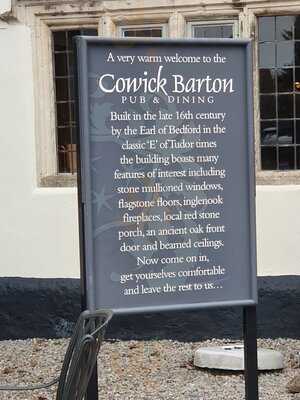 A very warm welcome to the
Cowick Barton
PUB & DINING
Built in the late 16th century
by the Earl of Bedford in the
classic 'E' of Tudor times
the building boasts many
features of interest including
stone mullioned windows,
flagstone floors, inglenook
fireplaces, local red stone
porch, an ancient oak front
door and beamed ceilings.
Now come on in,
get yourselves comfortable
and leave the rest to us...